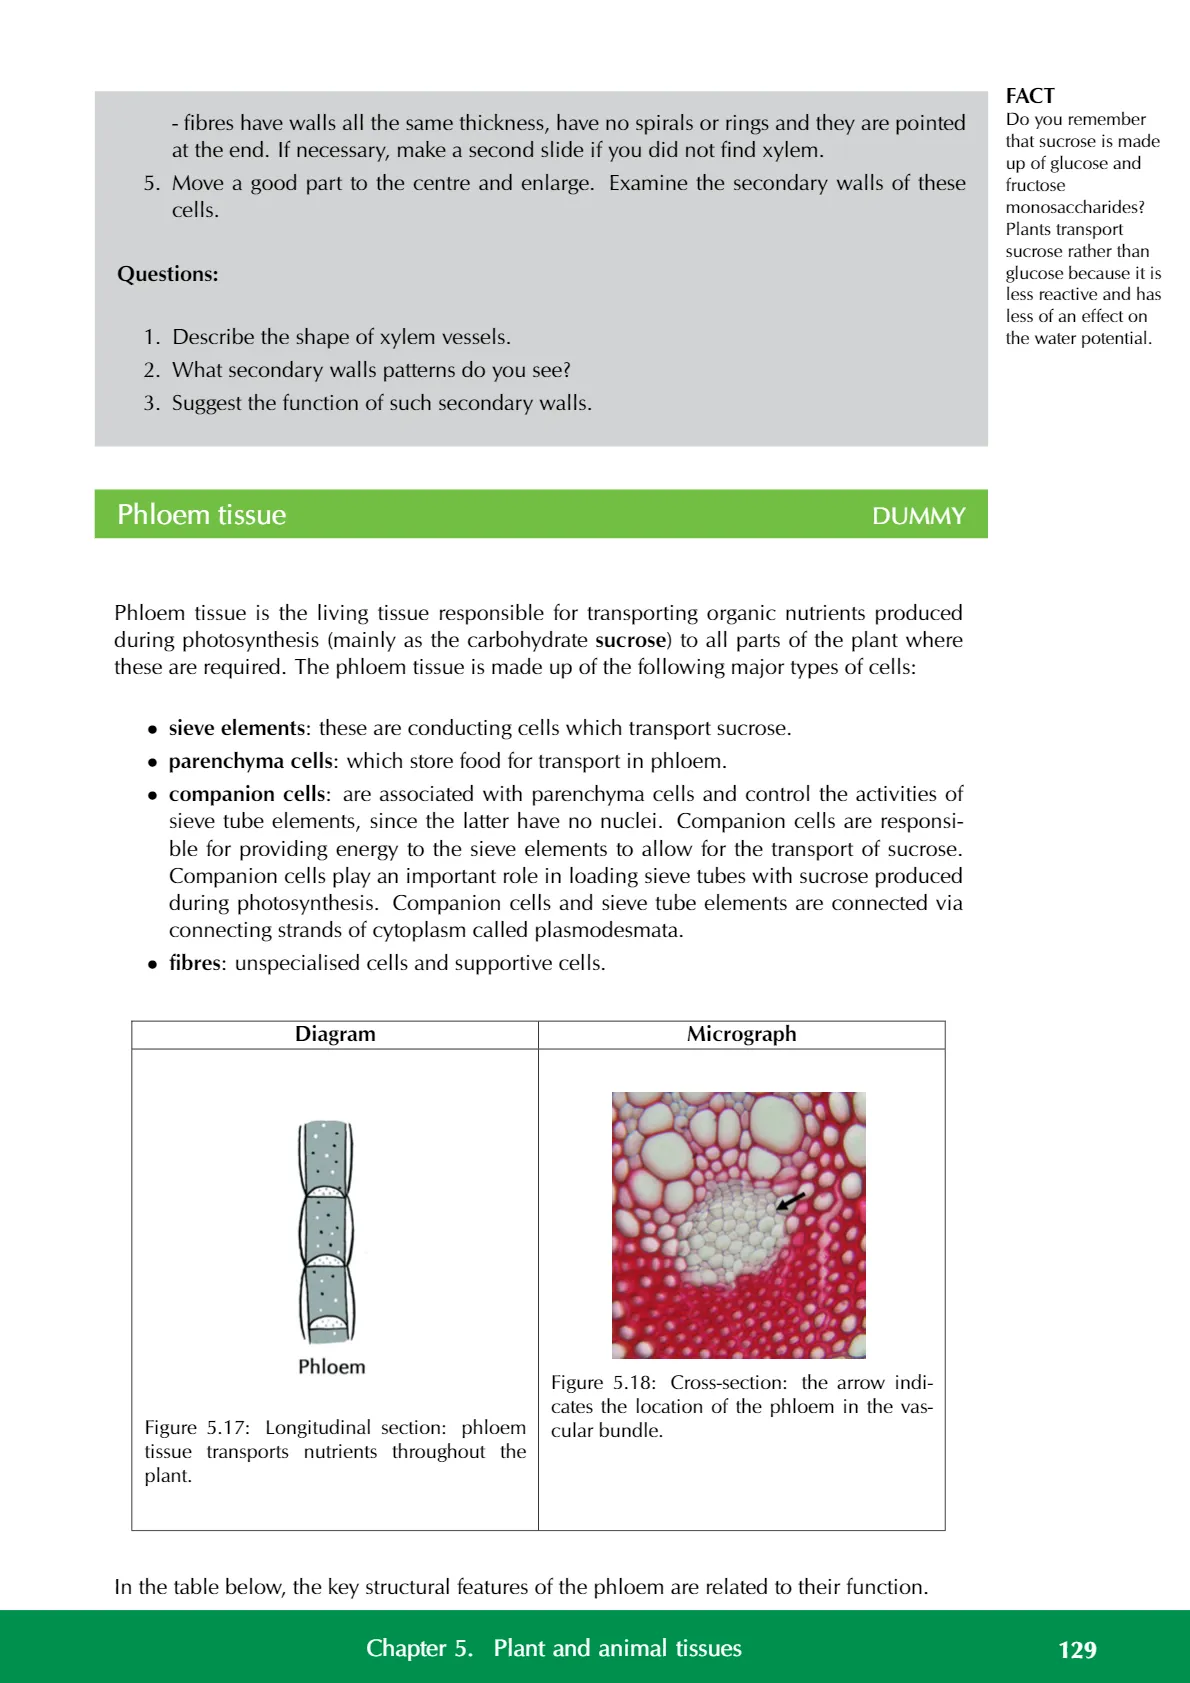 - fibres have walls all the same thickness, have no spirals or rings and they are pointed
at the end. If necessary, make a second slide if you did not find xylem.
5. Move a good part to the centre and enlarge. Examine the secondary walls of these
cells.
Questions:
1. Describe the shape of xylem vessels.
2. What secondary walls patterns do you see?
3. Suggest the function of such secondary walls.
FACT
Do you remember
that sucrose is made
up of glucose and
fructose
monosaccharides?
Plants transport
sucrose rather than
glucose because it is
less reactive and has
less of an effect on
the water potential.
Phloem tissue DUMMY
Phloem tissue is the living tissue responsible for transporting organic nutrients produced
during photosynthesis (mainly as the carbohydrate sucrose) to all parts of the plant where
these are required. The phloem tissue is made up of the following major types of cells:
• sieve elements: these are conducting cells which transport sucrose.
• parenchyma cells: which store food for transport in phloem.
• companion cells: are associated with parenchyma cells and control the activities of
sieve tube elements, since the latter have no nuclei. Companion cells are responsi-
ble for providing energy to the sieve elements to allow for the transport of sucrose.
Companion cells play an important role in loading sieve tubes with sucrose produced
during photosynthesis. Companion cells and sieve tube elements are connected via
connecting strands of cytoplasm called plasmodesmata.
• fibres: unspecialised cells and supportive cells.
Diagram
Micrograph
Phloem
Figure 5.17: Longitudinal section: phloem
tissue transports nutrients throughout the
plant.
Figure 5.18: Cross-section: the arrow indi-
cates the location of the phloem in the vas-
cular bundle.
In the table below, the key structural features of the phloem are related to their function.
Chapter 5. Plant and animal tissues 129